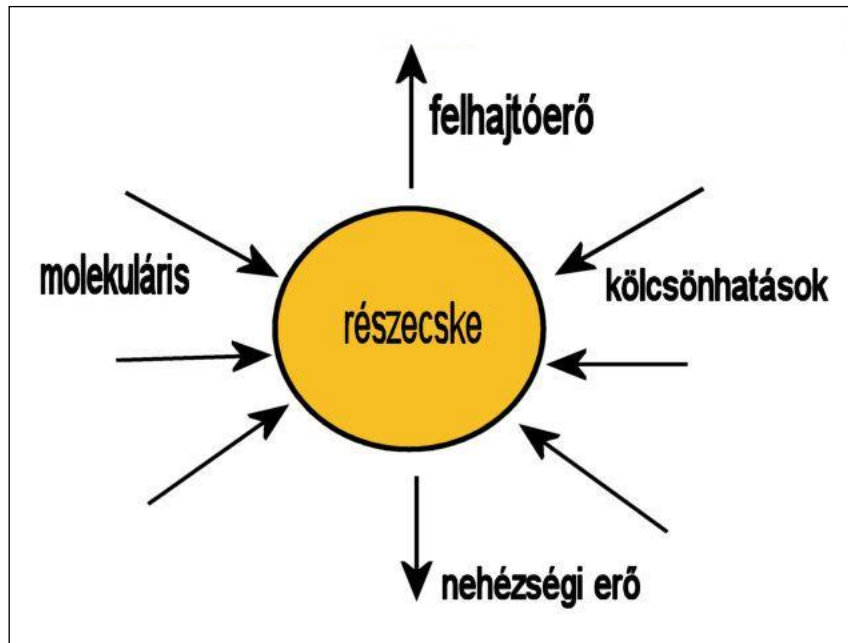 felhajtóerő
molekuláris
kölcsönhatások
részecske
nehézségi erő